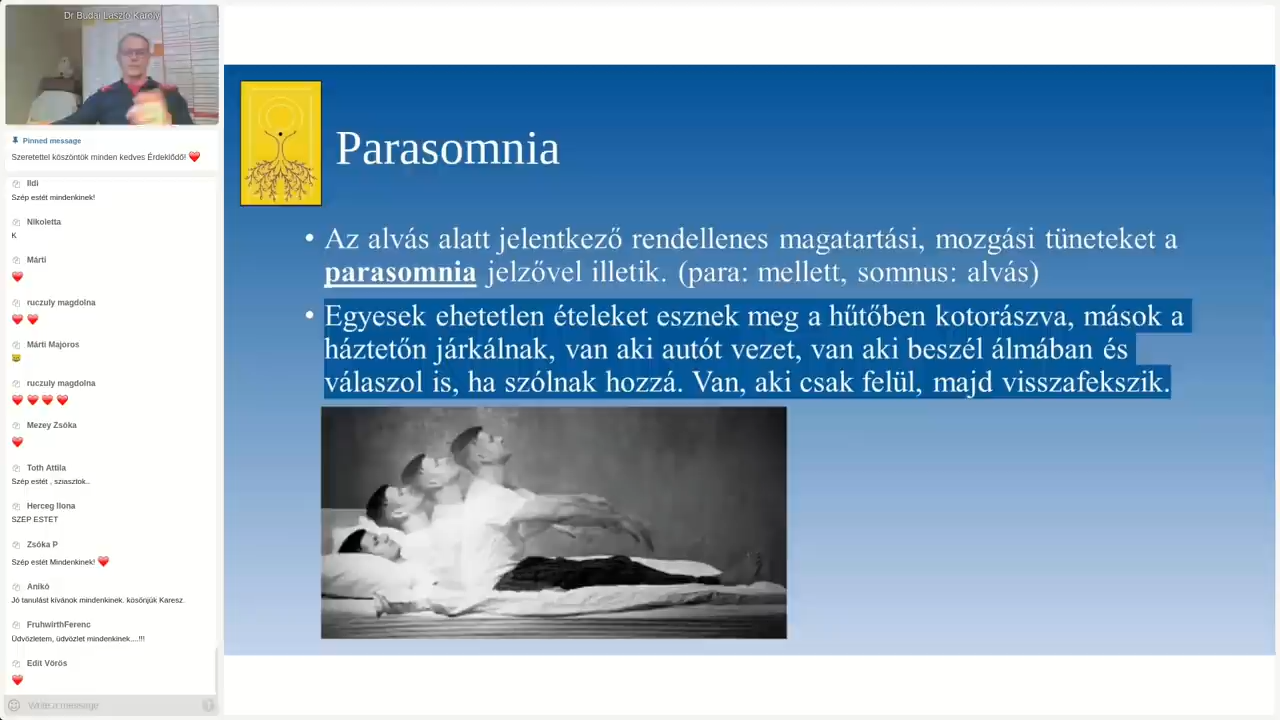 Dr Budai László Károly
Pinned message
Szeretettel köszöntök minden kedves Érdeklődő!
Ildi
Szép estét mindenkinek!
Nikoletta
K
Márti
ruczuly magdolna
Márti Majoros
ruczuly magdolna
Mezey Zsóka
Toth Attila
Szép estét , sziasztok..
Herceg Ilona
SZÉP ESTÉT
Zsóka P
Szép estét Mindenkinek!
Anikó
Jó tanulást kívánok mindenkinek. kösönjük Karesz.
FruhwirthFerenc
Üdvözletem, üdvözlet mindenkinek....!!!
Edit Vörös
Write a message
Parasomnia
• Az alvás alatt jelentkező rendellenes magatartási, mozgási tüneteket a
parasomnia jelzővel illetik. (para: mellett, somnus: alvás)
• Egyesek ehetetlen ételeket esznek meg a hűtőben kotorászva, mások a
háztetőn járkálnak, van aki autót vezet, van aki beszél álmában és
válaszol is, ha szólnak hozzá. Van, aki csak felül, majd visszafekszik.